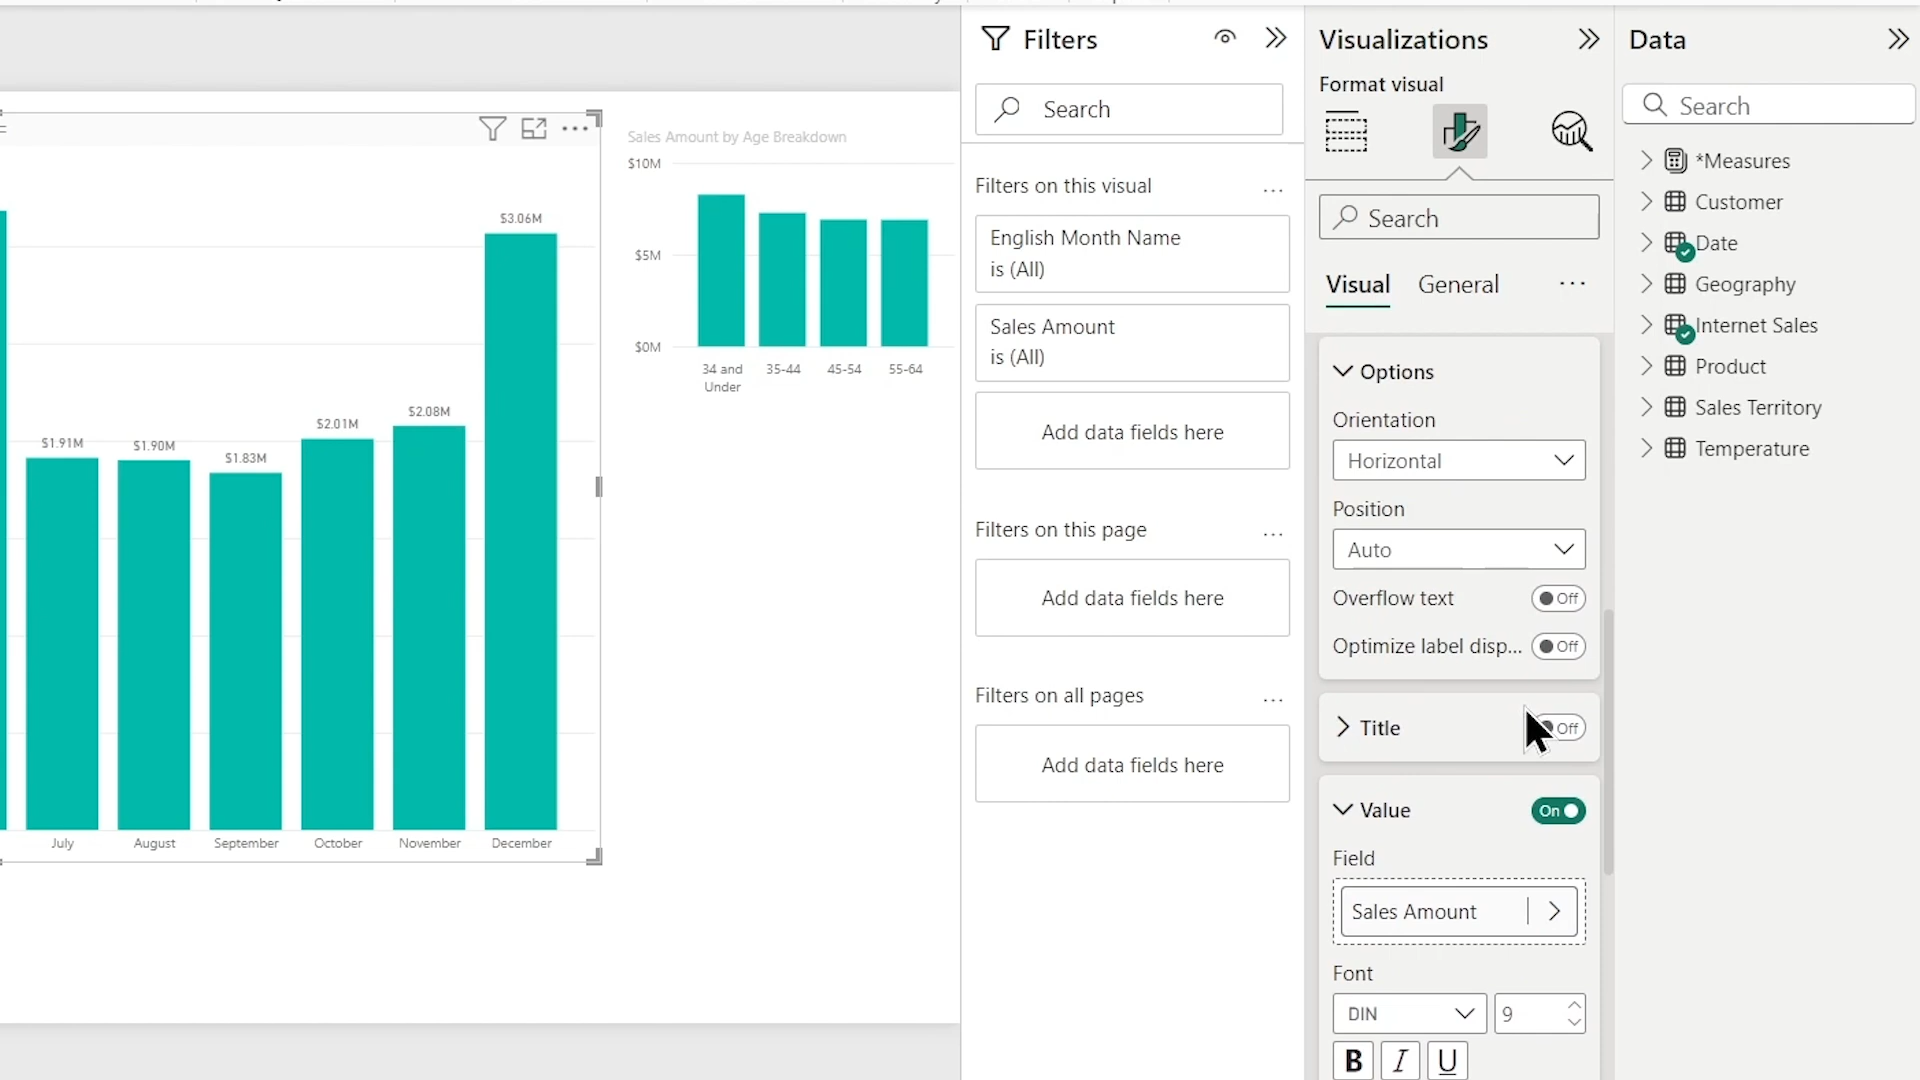 $3.06M
$2.08M
$2.01M
$1.91M
$1.90M
$1.83M
July
August
September
October
November
December
Sales Amount by Age Breakdown
$10M
$5M
$0M
34 and
Under
35-44
45-54
55-64
Filters
Search
Filters on this visual
...
English Month Name
is (All)
Sales Amount
is (All)
Add data fields here
Filters on this page
...
Add data fields here
Filters on all pages
...
Add data fields here
Visualizations
Format visual
Search
Visual
General
...
Options
Orientation
Horizontal
Position
Auto
Overflow text
Off
Optimize label disp...
Off
Title
Off
Value
On
Field
Sales Amount
Font
DIN
9
B I U
Data
Search
*Measures
Customer
Date
Geography
Internet Sales
Product
Sales Territory
Temperature